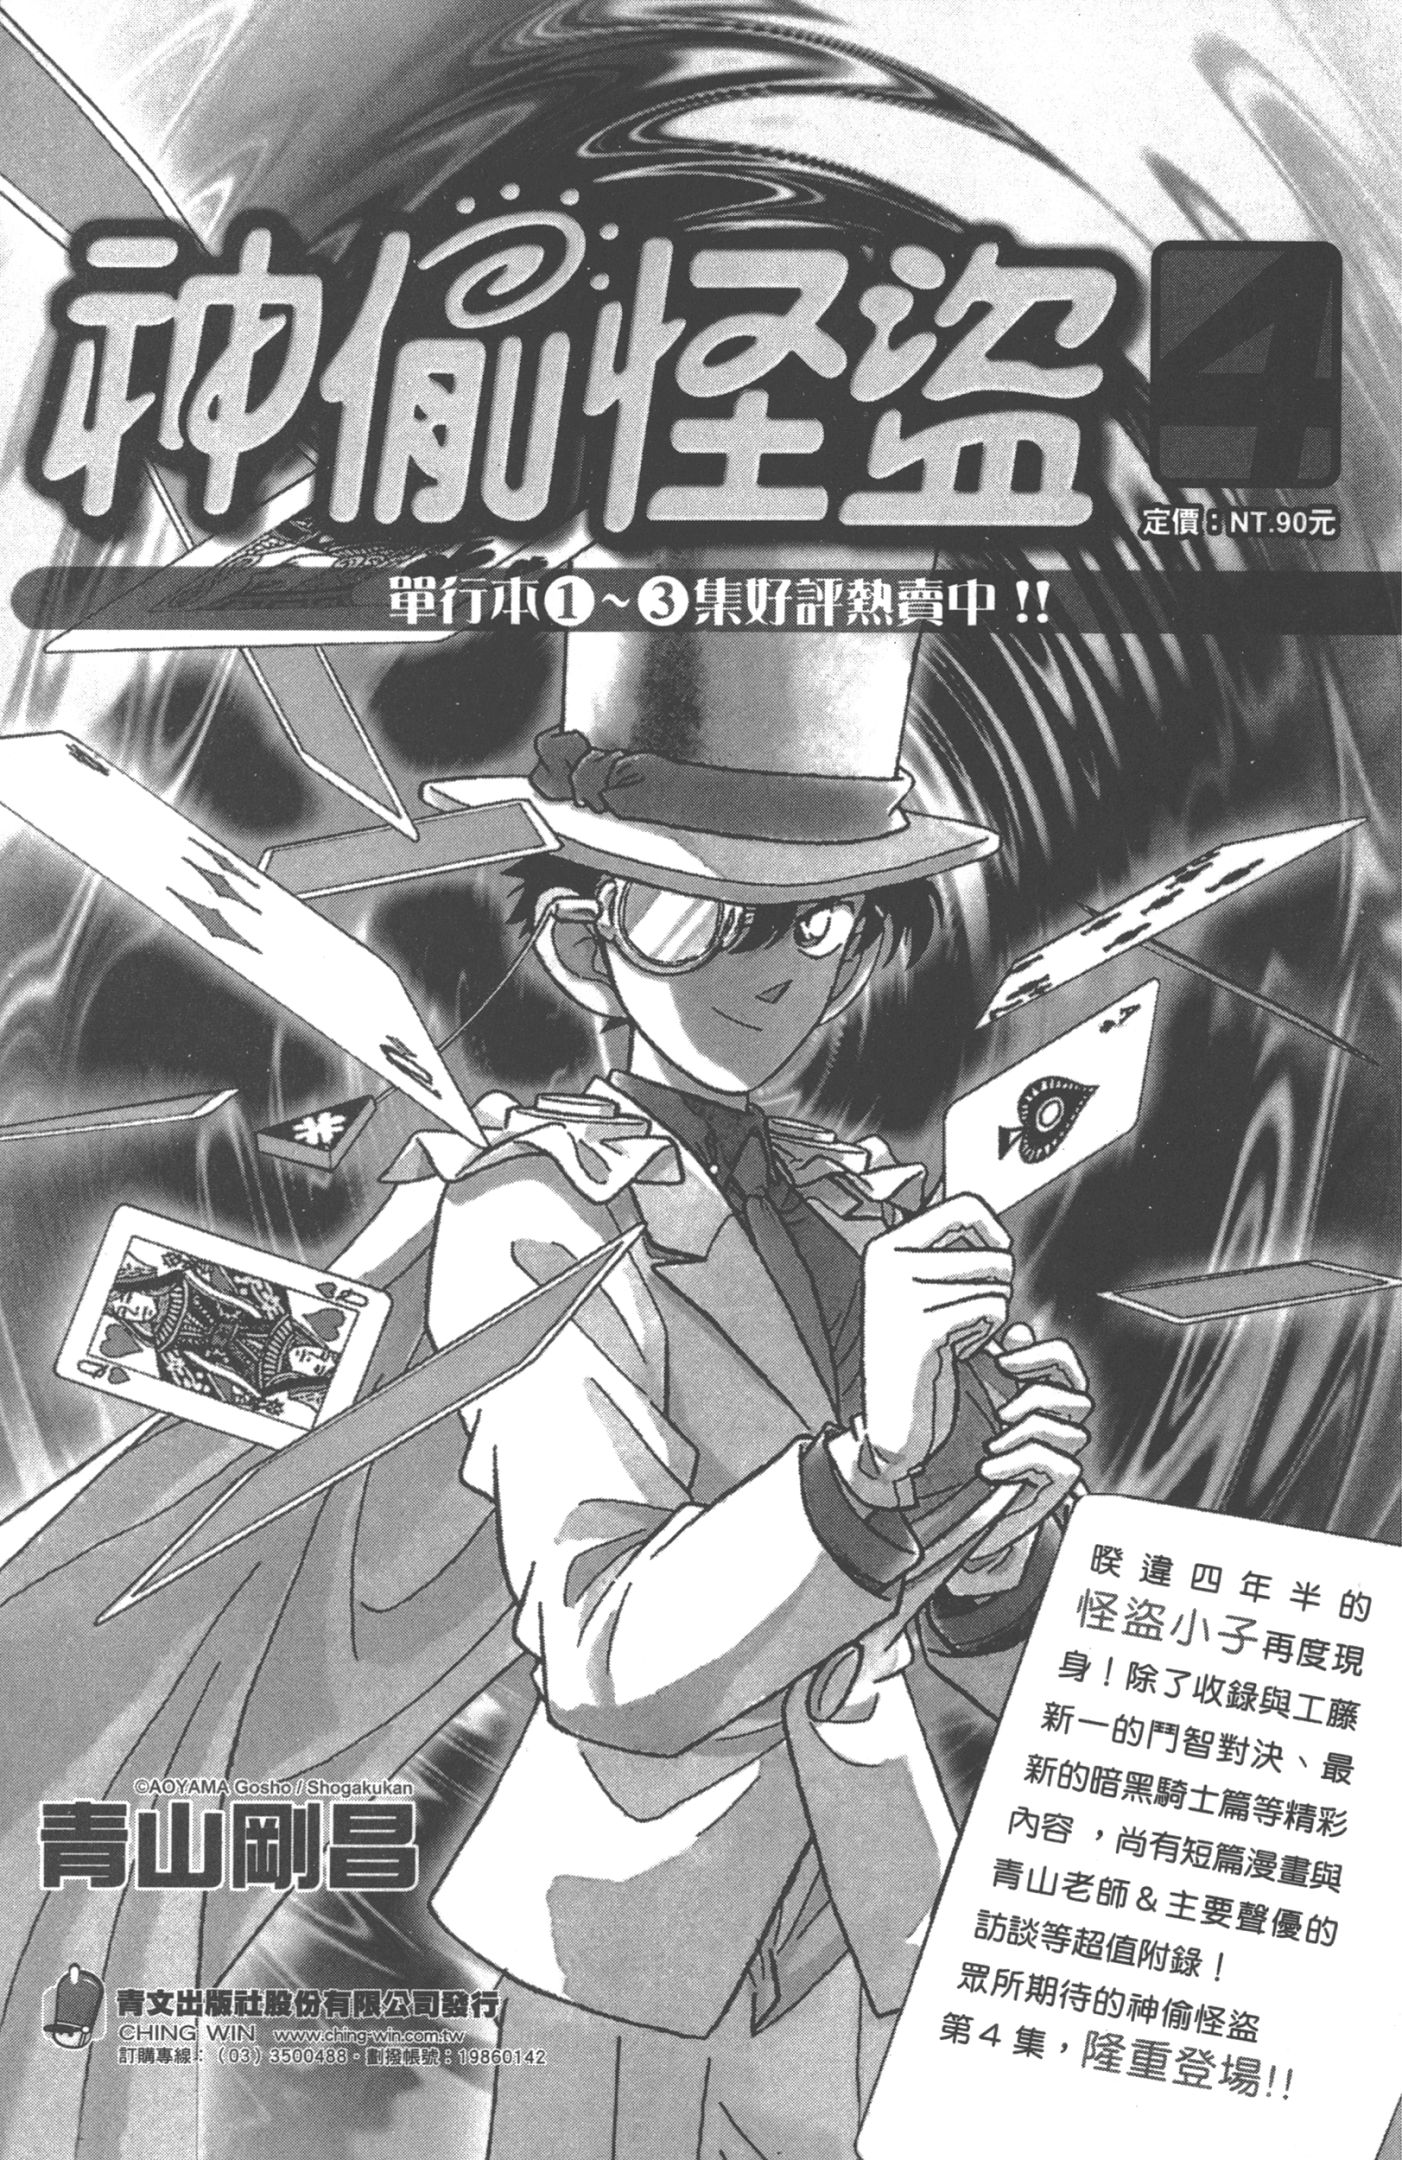 神偷怪盜
4
定價：NT.90元
單行本①～③集好評熱賣中!!
A
Q
Q
暌違四年半的
怪盜小子再度現
身！除了收錄與工藤
新一的鬥智對決、最
新的暗黑騎士篇等精彩
內容，尚有短篇漫畫與
青山老師&主要聲優的
訪談等超值附錄！
眾所期待的神偷怪盜
第4集，隆重登場!!
©AOYAMA Gosho / Shogakukan
青山剛昌
青文出版社股份有限公司發行
CHING WIN www.ching-win.com.tw
訂購專線：（03）3500488・劃撥帳號：19860142